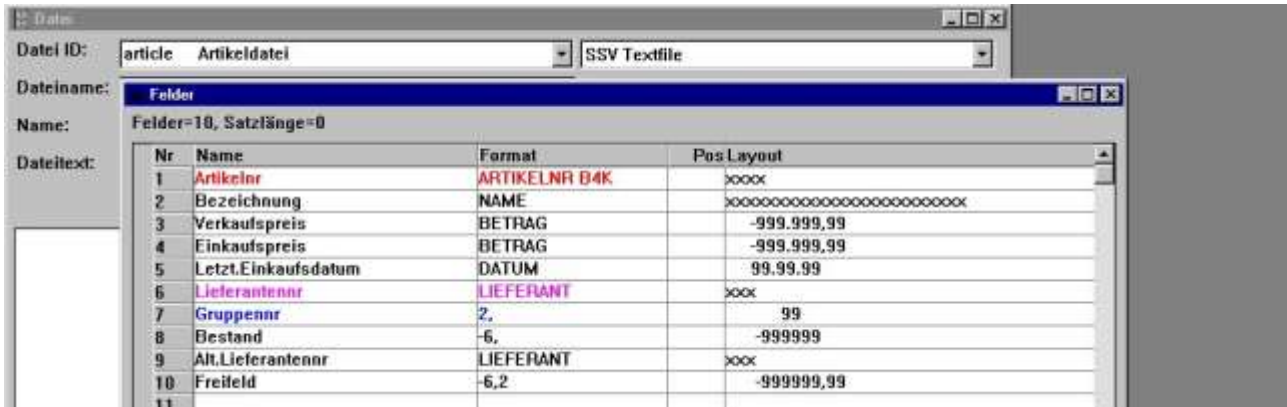 Datei
Datei ID: article Artikeldatei SSV Textfile
Dateiname:
Felder
Name: Felder=10, Satzlänge=0
Dateitext:
Nr Name Format Pos Layout
1 Artikelnr ARTIKELNR B4K xxxx
2 Bezeichnung NAME xxxxxxxxxxxxxxxxxxxxxxxxx
3 Verkaufspreis BETRAG -999.999,99
4 Einkaufspreis BETRAG -999.999,99
5 Letzt.Einkaufsdatum DATUM 99.99.99
6 Lieferantennr LIEFERANT xxx
7 Gruppennr 2, 99
8 Bestand -6, -999999
9 Alt.Lieferantennr LIEFERANT xxx
10 Freifeld -6,2 -999999,99
11